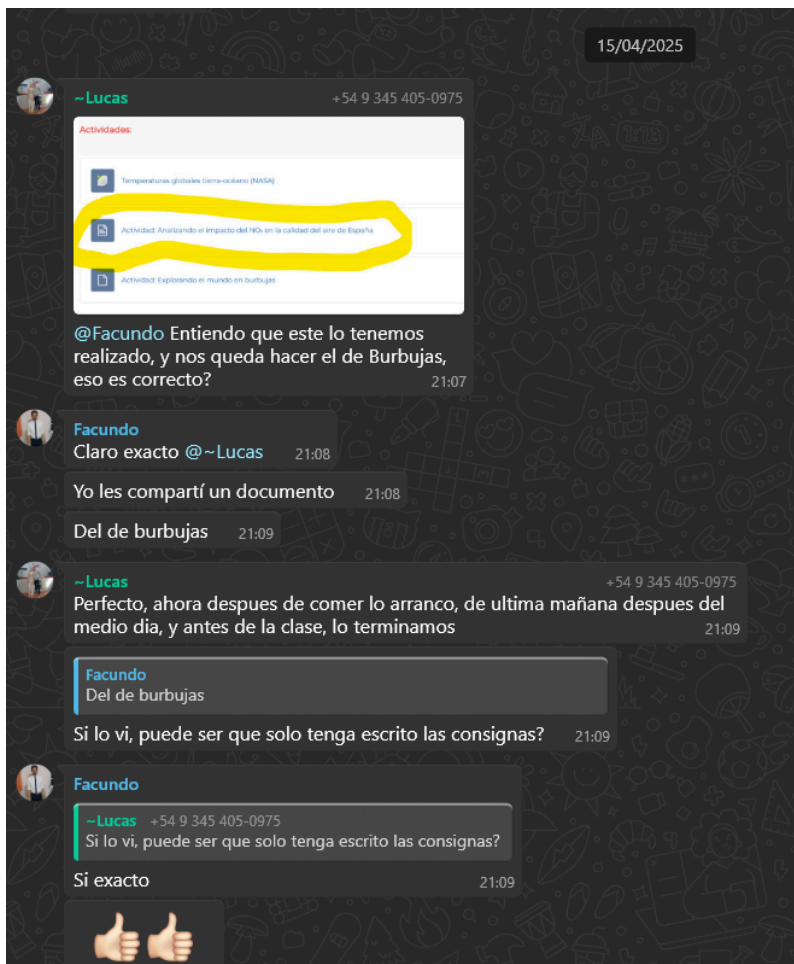 15/04/2025
~Lucas +54 9 345 405-0975
Actividades:
Temperaturas globales tierra-océano (NASA)
Actividad: Analizando el impacto del NO₂ en la calidad del aire de España
Actividad: Explorando el mundo en burbujas
@Facundo Entiendo que este lo tenemos
realizado, y nos queda hacer el de Burbujas,
eso es correcto? 21:07
Facundo
Claro exacto @~Lucas 21:08
Yo les compartí un documento 21:08
Del de burbujas 21:09
~Lucas +54 9 345 405-0975
Perfecto, ahora despues de comer lo arranco, de ultima mañana despues del
medio dia, y antes de la clase, lo terminamos 21:09
Facundo
Del de burbujas
Si lo vi, puede ser que solo tenga escrito las consignas? 21:09
Facundo
~Lucas +54 9 345 405-0975
Si lo vi, puede ser que solo tenga escrito las consignas?
Si exacto 21:09